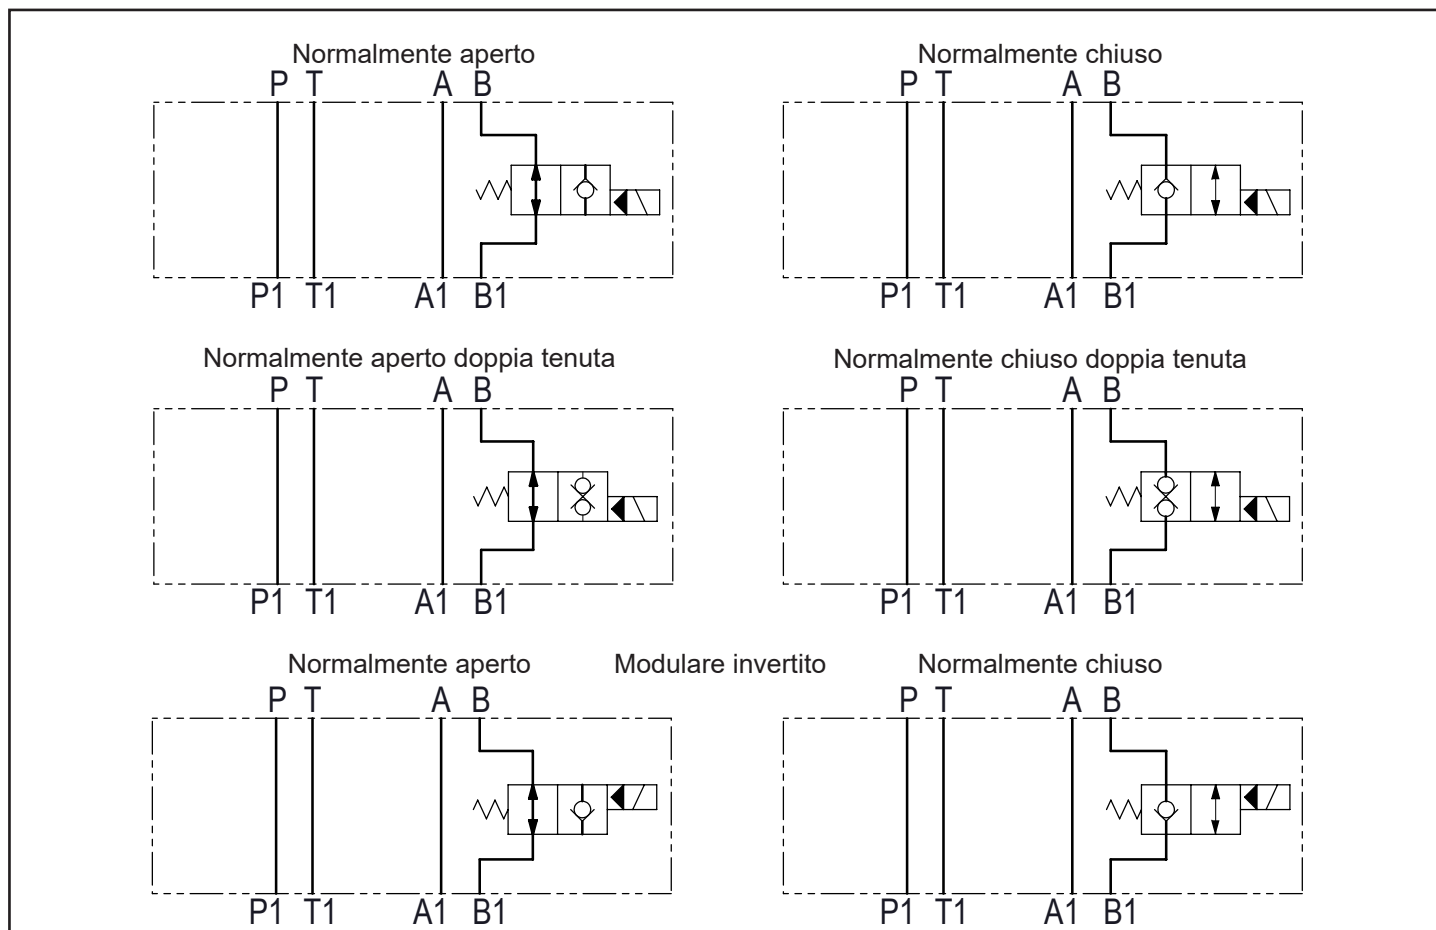 Normalmente aperto Normalmente chiuso
P T A B P T A B
P1 T1 A1 B1 P1 T1 A1 B1
Normalmente aperto doppia tenuta Normalmente chiuso doppia tenuta
P T A B P T A B
P1 T1 A1 B1 P1 T1 A1 B1
Normalmente aperto Modulare invertito Normalmente chiuso
P T A B P T A B
P1 T1 A1 B1 P1 T1 A1 B1